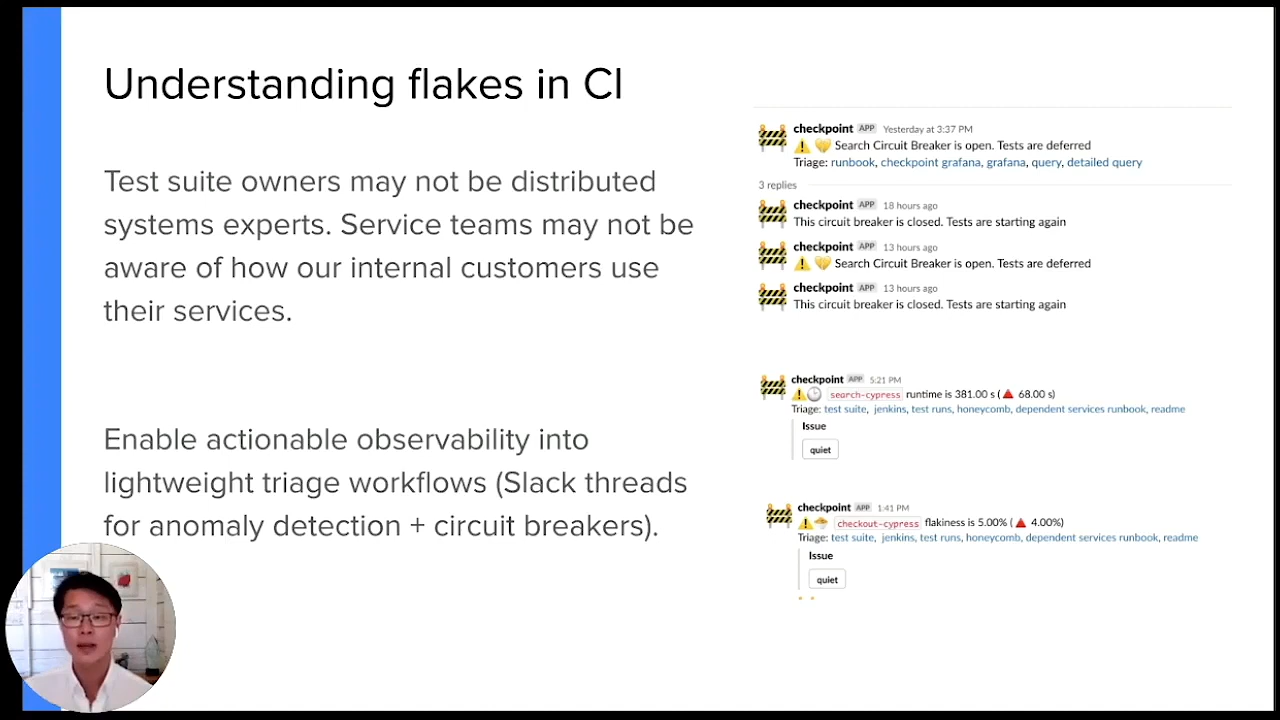 Understanding flakes in CI
Test suite owners may not be distributed
systems experts. Service teams may not be
aware of how our internal customers use
their services.
Enable actionable observability into
lightweight triage workflows (Slack threads
for anomaly detection + circuit breakers).
checkpoint APP Yesterday at 3:37 PM
⚠️ 💛 Search Circuit Breaker is open. Tests are deferred
Triage: runbook, checkpoint grafana, grafana, query, detailed query
3 replies
checkpoint APP 18 hours ago
This circuit breaker is closed. Tests are starting again
checkpoint APP 13 hours ago
⚠️ 💛 Search Circuit Breaker is open. Tests are deferred
checkpoint APP 13 hours ago
This circuit breaker is closed. Tests are starting again
checkpoint APP 5:21 PM
⚠️ 🕒 search-cypress runtime is 381.00 s (🔺 68.00 s)
Triage: test suite, jenkins, test runs, honeycomb, dependent services runbook, readme
Issue
quiet
checkpoint APP 1:41 PM
⚠️ checkout-cypress flakiness is 5.00% (🔺 4.00%)
Triage: test suite, jenkins, test runs, honeycomb, dependent services runbook, readme
Issue
quiet